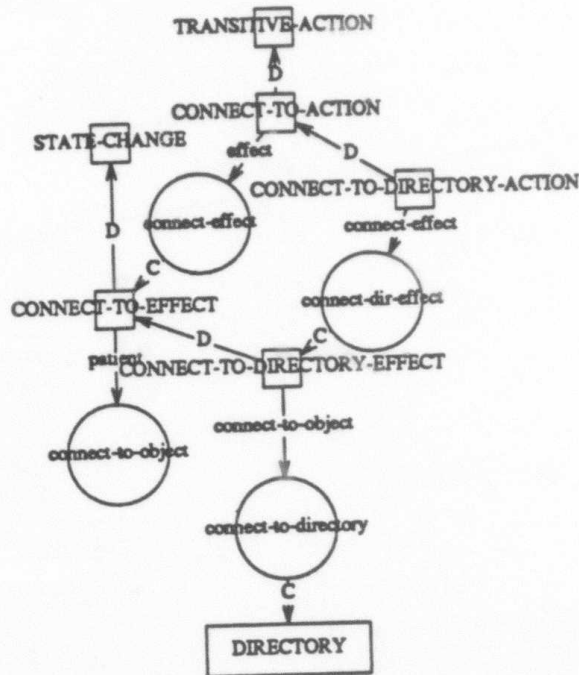 TRANSITIVE-ACTION
D
CONNECT-TO-ACTION
STATE-CHANGE
effect
D
CONNECT-TO-DIRECTORY-ACTION
connect-effect
connect-effect
D
C
connect-dir-effect
CONNECT-TO-EFFECT
D
C
patient
CONNECT-TO-DIRECTORY-EFFECT
connect-to-object
connect-to-object
connect-to-directory
C
DIRECTORY